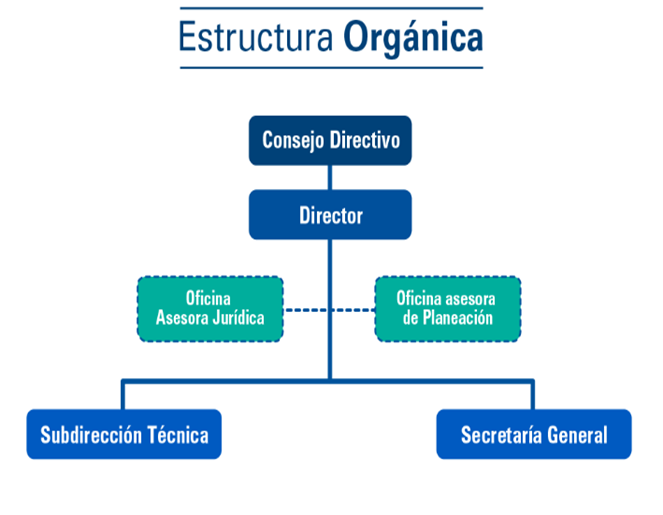 Estructura Orgánica
Consejo Directivo
Director
Oficina
Asesora Jurídica
Oficina asesora
de Planeación
Subdirección Técnica
Secretaría General